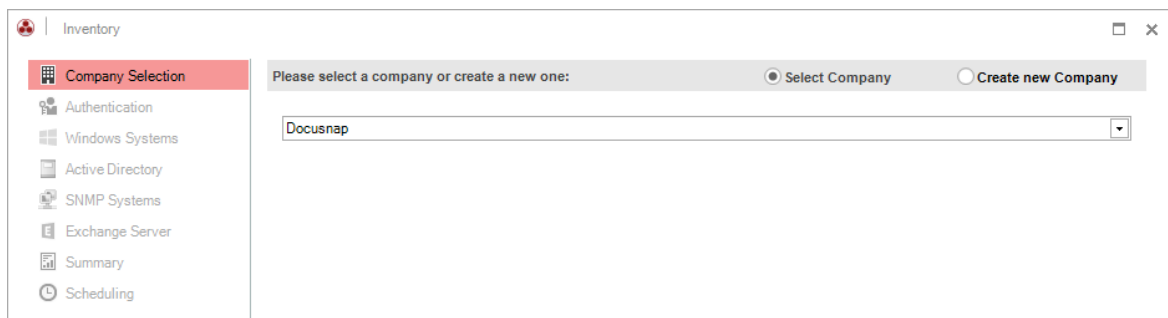 Inventory
Company Selection
Please select a company or create a new one:
Select Company
Create new Company
Docusnap
Authentication
Windows Systems
Active Directory
SNMP Systems
Exchange Server
Summary
Scheduling